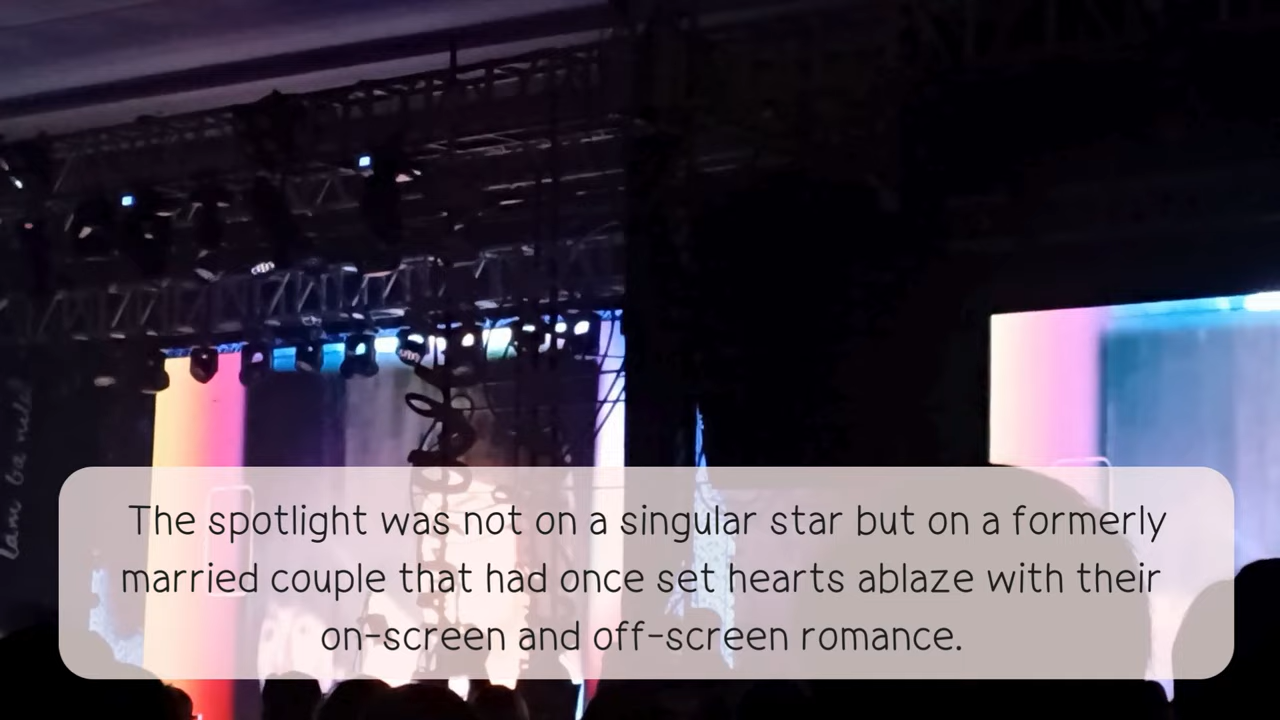 The spotlight was not on a singular star but on a formerly
married couple that had once set hearts ablaze with their
on-screen and off-screen romance.